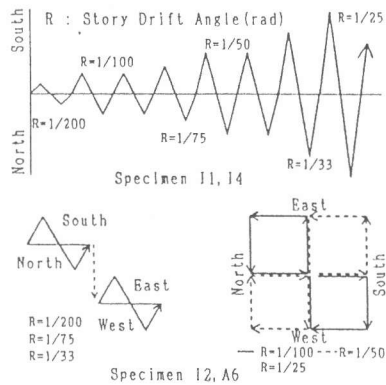 R : Story Drift Angle(rad)
South
North
R=1/200
R=1/100
R=1/75
R=1/50
R=1/33
R=1/25
Specimen I1, I4
South
North
East
West
R=1/200
R=1/75
R=1/33
East
North
South
West
R=1/100
R=1/50
R=1/25
Specimen I2, A6